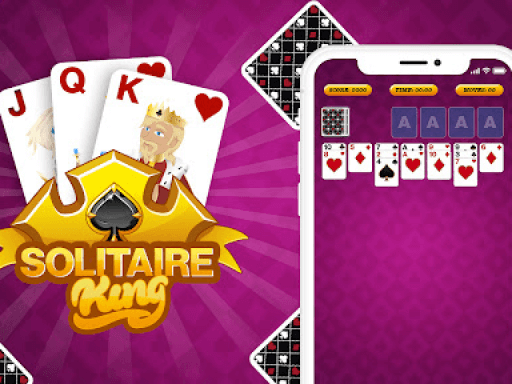 J Q K
SOLITAIRE
King
SCORE: 0000 TIME: 00:00 MOVES: 00
A A A A